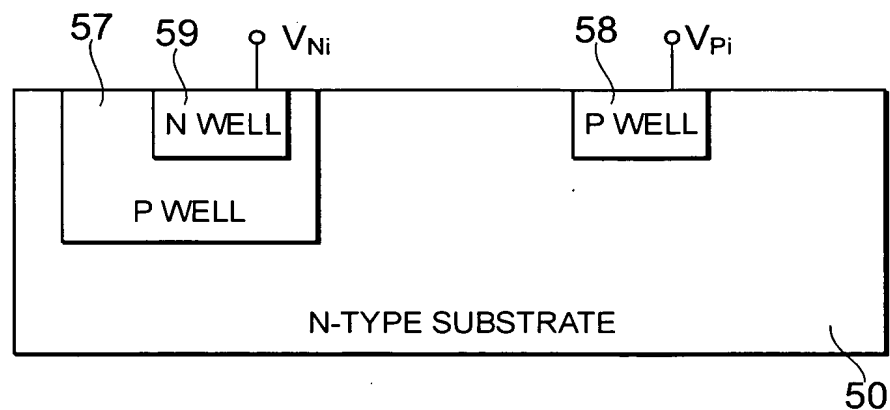 57
59
V_Ni
58
V_Pi
N WELL
P WELL
P WELL
N-TYPE SUBSTRATE
50